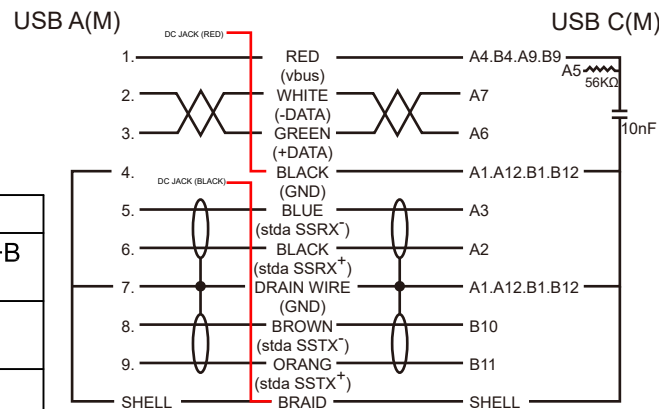 USB A(M)
USB C(M)
DC JACK (RED)
1. RED A4.B4.A9.B9
(vbus)
A5
56KΩ
2. WHITE A7
(-DATA)
3. GREEN A6
(+DATA)
10nF
4. BLACK A1.A12.B1.B12
DC JACK (BLACK)
(GND)
5. BLUE A3
(stda SSRX-)
6. BLACK A2
(stda SSRX+)
-B
7. DRAIN WIRE A1.A12.B1.B12
(GND)
8. BROWN B10
(stda SSTX-)
9. ORANG B11
(stda SSTX+)
SHELL BRAID SHELL